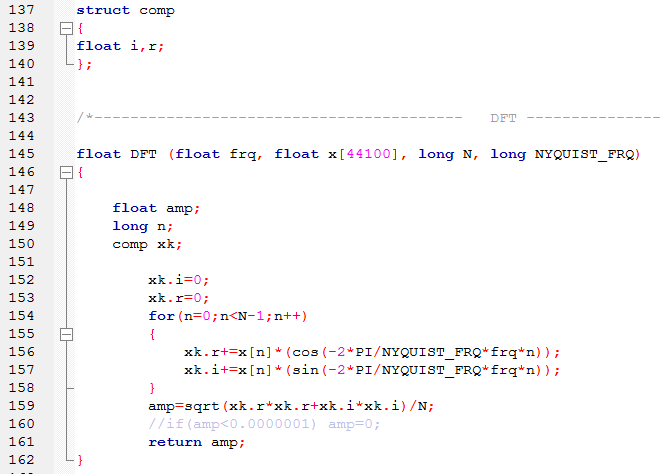 137 struct comp
138 {
139 float i,r;
140 };
141
142
143 /*----------------------------------------- DFT ---------------
144
145 float DFT (float frq, float x[44100], long N, long NYQUIST_FRQ)
146 {
147
148 float amp;
149 long n;
150 comp xk;
151
152 xk.i=0;
153 xk.r=0;
154 for(n=0;n<N-1;n++)
155 {
156 xk.r+=x[n]*(cos(-2*PI/NYQUIST_FRQ*frq*n));
157 xk.i+=x[n]*(sin(-2*PI/NYQUIST_FRQ*frq*n));
158 }
159 amp=sqrt(xk.r*xk.r+xk.i*xk.i)/N;
160 //if(amp<0.0000001) amp=0;
161 return amp;
162 }